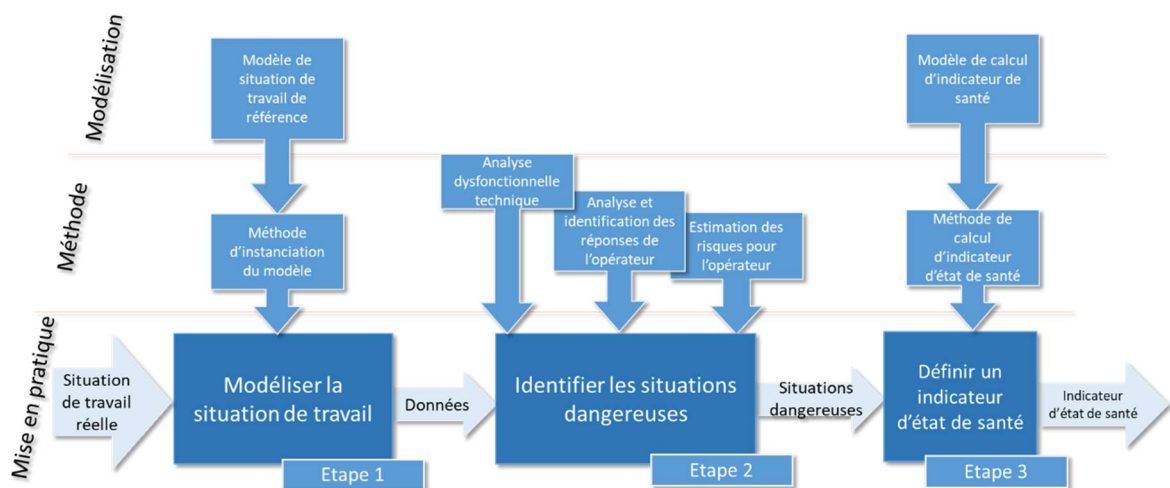 Modélisation
Modèle de
situation de
travail de
référence
Modèle de calcul
d'indicateur de
santé
Méthode
Méthode
d'instanciation
du modèle
Analyse
dysfonctionnelle
technique
Analyse et
identification des
réponses de
l'opérateur
Estimation des
risques pour
l'opérateur
Méthode de
calcul
d'indicateur
d'état de santé
Mise en pratique
Situation
de travail
réelle
Modéliser la
situation de travail
Etape 1
Données
Identifier les situations
dangereuses
Etape 2
Situations
dangereuses
Définir un
indicateur
d'état de santé
Etape 3
Indicateur
d'état de santé